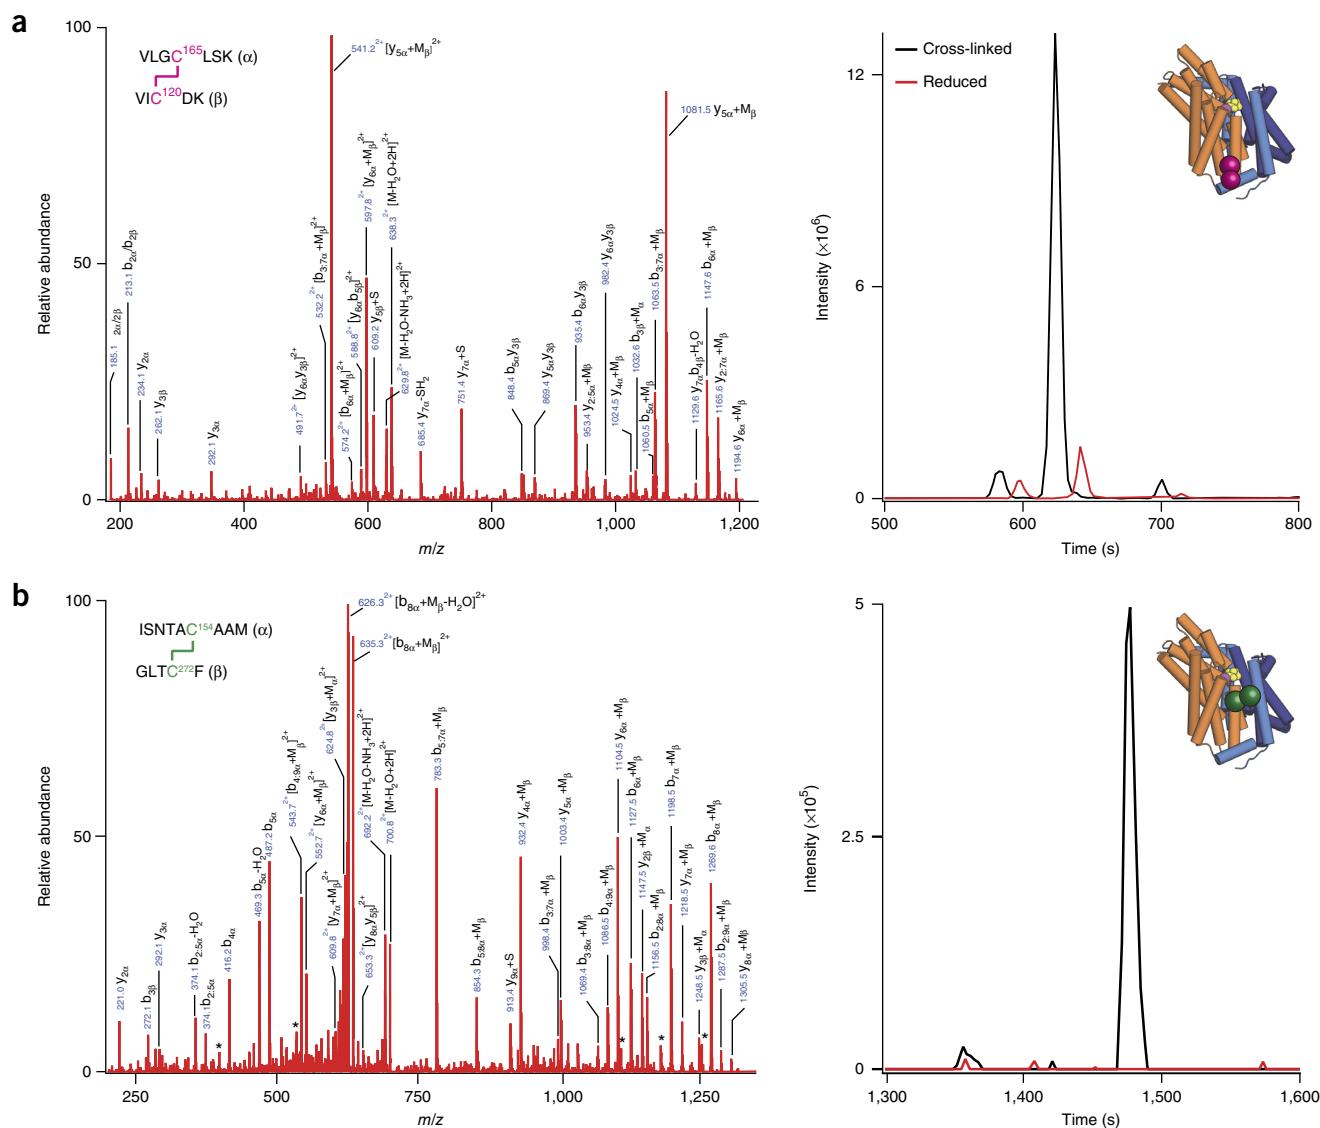 a
VLGC165LSK (α)
VIC120DK (β)
Relative abundance
100
50
0
185.1 2α/2β
213.1 b2α/b2β
234.1 y2α
262.1 y3β
292.1 y3α
491.7 2+ [y6αy3β]2+
532.2 2+ [b3:7α+Mβ]2+
541.2 2+ [y5α+Mβ]2+
574.2 2+ [b6α+Mβ]2+
588.8 2+ [y6αb5β]2+
597.8 2+ [y6α+Mβ]2+
609.2 y5β+S
629.8 2+ [M-H2O-NH3+2H]2+
638.3 2+ [M-H2O+2H]2+
685.4 y7α-SH2
751.4 y7α+S
848.4 b5αy3β
869.4 y5αy3β
935.4 b6αy3β
953.4 y2:5α+Mβ
982.4 y6αy3β
1024.5 y4α+Mβ
1032.6 b3β+Mα
1060.5 b5α+Mβ
1063.5 b3:7α+Mβ
1081.5 y5α+Mβ
1129.6 y7αb4β-H2O
1147.6 b6α+Mβ
1165.6 y2:7α+Mβ
1194.6 y6α+Mβ
200 400 600 800 1,000 1,200
m/z
Cross-linked
Reduced
Intensity (×106)
12
6
0
500 600 700 800
Time (s)
b
ISNTAC154AAM (α)
GLTC272F (β)
Relative abundance
100
50
0
221.0 y2α
272.1 b3β
292.1 y3α
374.1 b2:5α-H2O
374.1 b2:5α
*
416.2 b4α
469.3 b5α-H2O
487.2 b5α
*
543.7 2+ [b4:9α+Mβ]2+
552.7 2+ [y6α+Mβ]2+
609.8 2+ [y7α+Mβ]2+
624.8 2+ [y3β+Mα]2+
626.3 2+ [b8α+Mβ-H2O]2+
635.3 2+ [b8α+Mβ]2+
653.3 2+ [y8αy5β]2+
692.2 2+ [M-H2O-NH3+2H]2+
700.8 2+ [M-H2O+2H]2+
783.3 b5:7α+Mβ
854.3 b5:8α+Mβ
913.4 y9α+S
932.4 y4α+Mβ
998.4 b3:7α+Mβ
1003.4 y5α+Mβ
1069.4 b3:8α+Mβ
1086.5 b4:9α+Mβ
1104.5 y6α+Mβ
*
1127.5 b6α+Mβ
1147.5 y2β+Mα
1156.5 b2:8α+Mβ
*
1198.5 b7α+Mβ
1218.5 y7α+Mβ
1248.5 y3β+Mα
*
1269.6 b8α+Mβ
1287.5 b2:9α+Mβ
1305.5 y8α+Mβ
250 500 750 1,000 1,250
m/z
Intensity (×105)
5
2.5
0
1,300 1,400 1,500 1,600
Time (s)